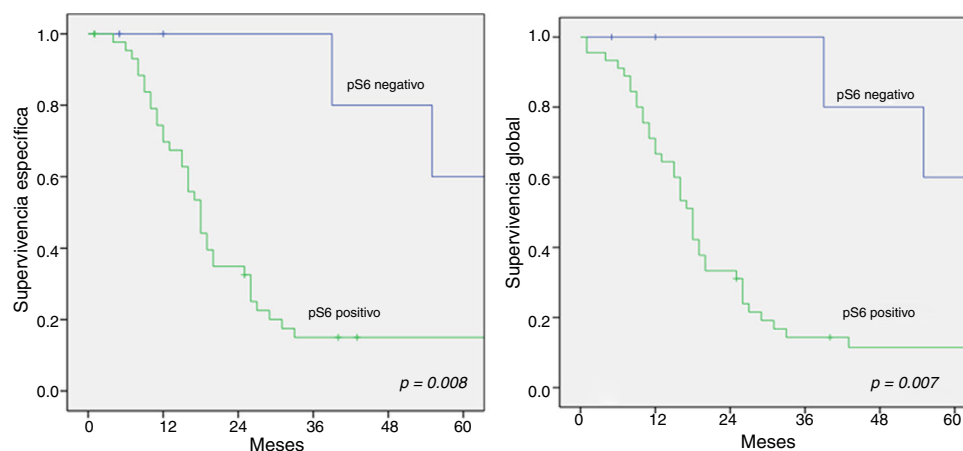 Supervivencia específica
1.0
0.8
0.6
0.4
0.2
0.0
pS6 negativo
pS6 positivo
p = 0.008
0 12 24 36 48 60
Meses
Supervivencia global
1.0
0.8
0.6
0.4
0.2
0.0
pS6 negativo
pS6 positivo
p = 0.007
0 12 24 36 48 60
Meses